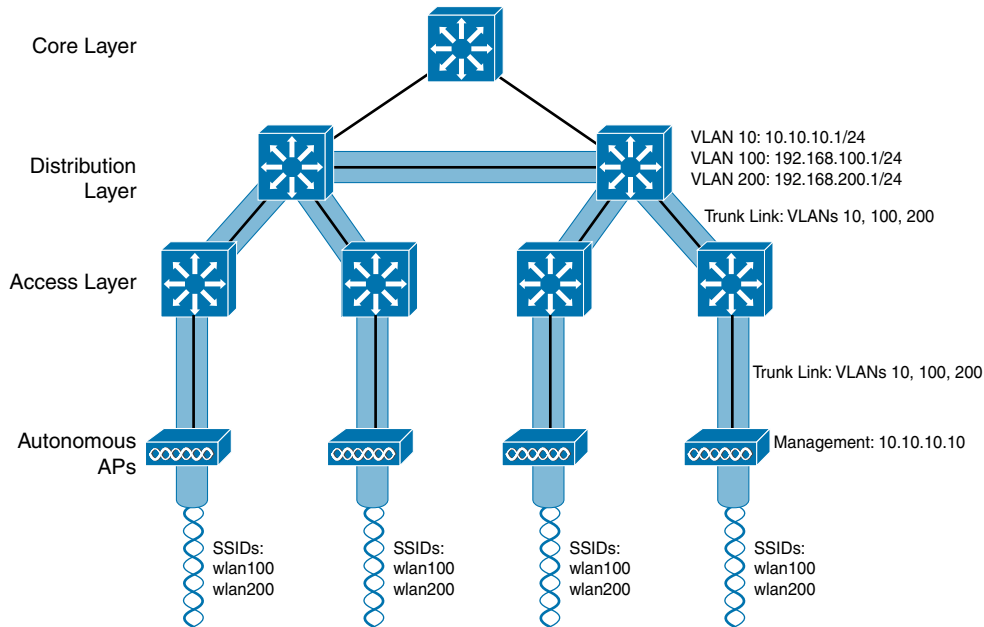 Core Layer
Distribution
Layer
VLAN 10: 10.10.10.1/24
VLAN 100: 192.168.100.1/24
VLAN 200: 192.168.200.1/24
Trunk Link: VLANs 10, 100, 200
Access Layer
Trunk Link: VLANs 10, 100, 200
Autonomous
APs
Management: 10.10.10.10
SSIDs:
wlan100
wlan200
SSIDs:
wlan100
wlan200
SSIDs:
wlan100
wlan200
SSIDs:
wlan100
wlan200